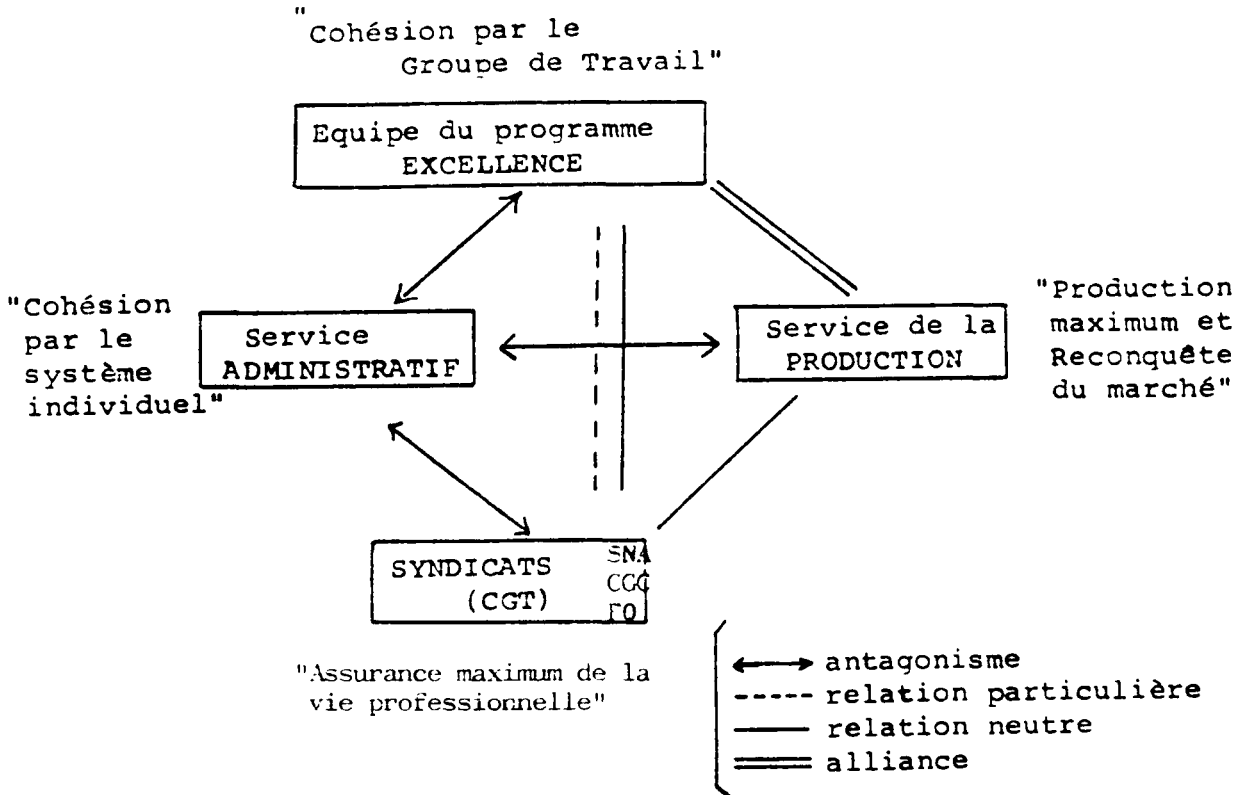 "Cohésion par le
Groupe de Travail"
Equipe du programme
EXCELLENCE
"Cohésion
par le
système
individuel"
Service
ADMINISTRATIF
Service de la
PRODUCTION
"Production
maximum et
Reconquête
du marché"
SYNDICATS
(CGT)
SNA
CGC
FO
"Assurance maximum de la
vie professionnelle"
antagonisme
relation particulière
relation neutre
alliance